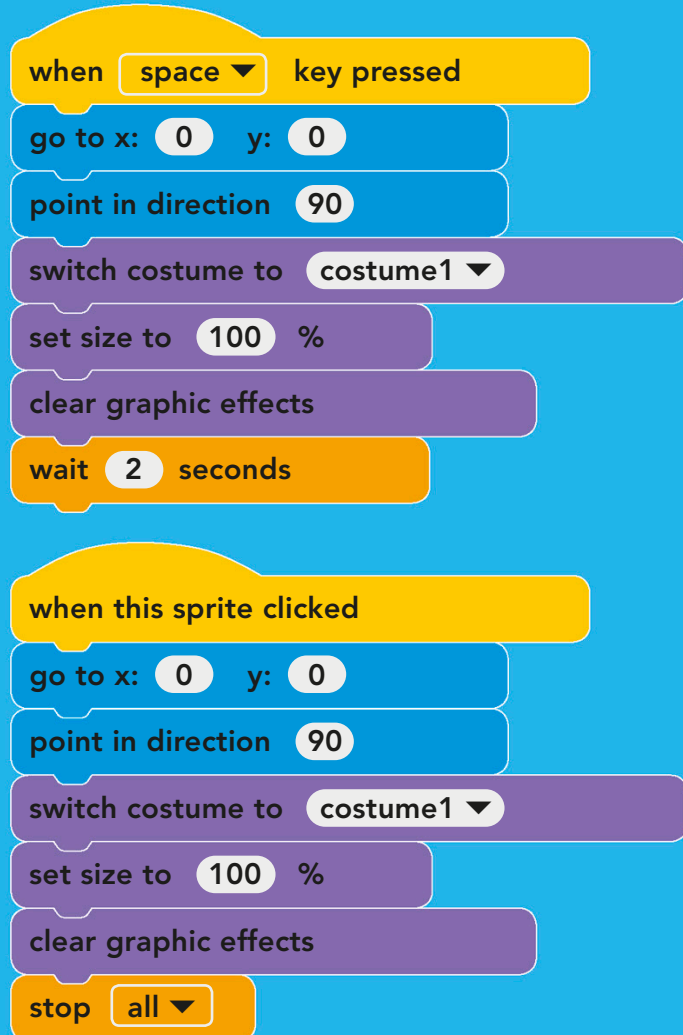 when space key pressed
go to x: 0 y: 0
point in direction 90
switch costume to costume1
set size to 100 %
clear graphic effects
wait 2 seconds
when this sprite clicked
go to x: 0 y: 0
point in direction 90
switch costume to costume1
set size to 100 %
clear graphic effects
stop all